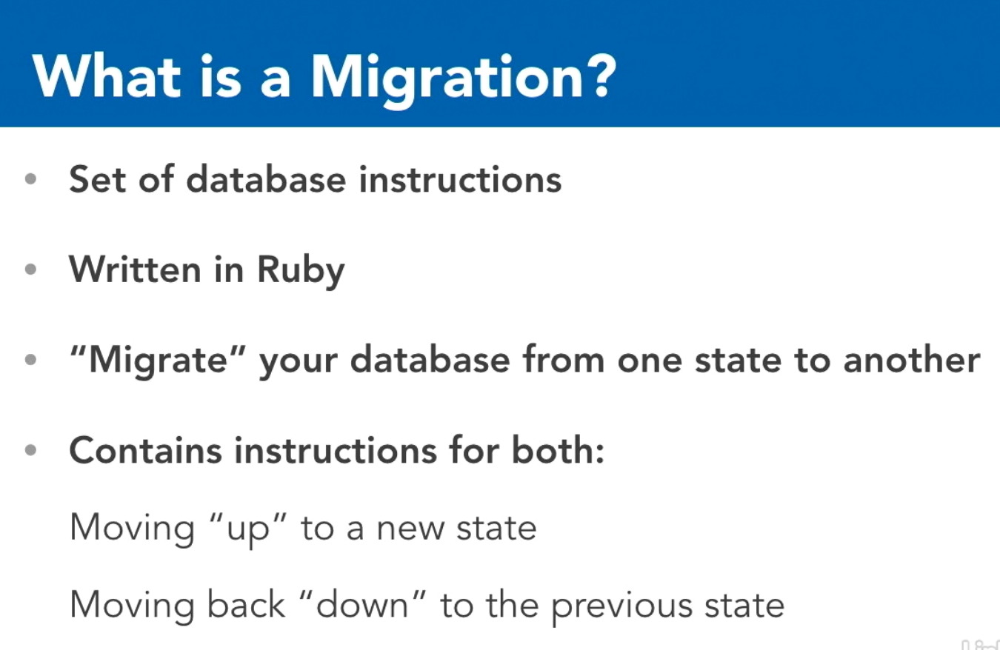 What is a Migration?
• Set of database instructions
• Written in Ruby
• “Migrate” your database from one state to another
• Contains instructions for both:
Moving “up” to a new state
Moving back “down” to the previous state